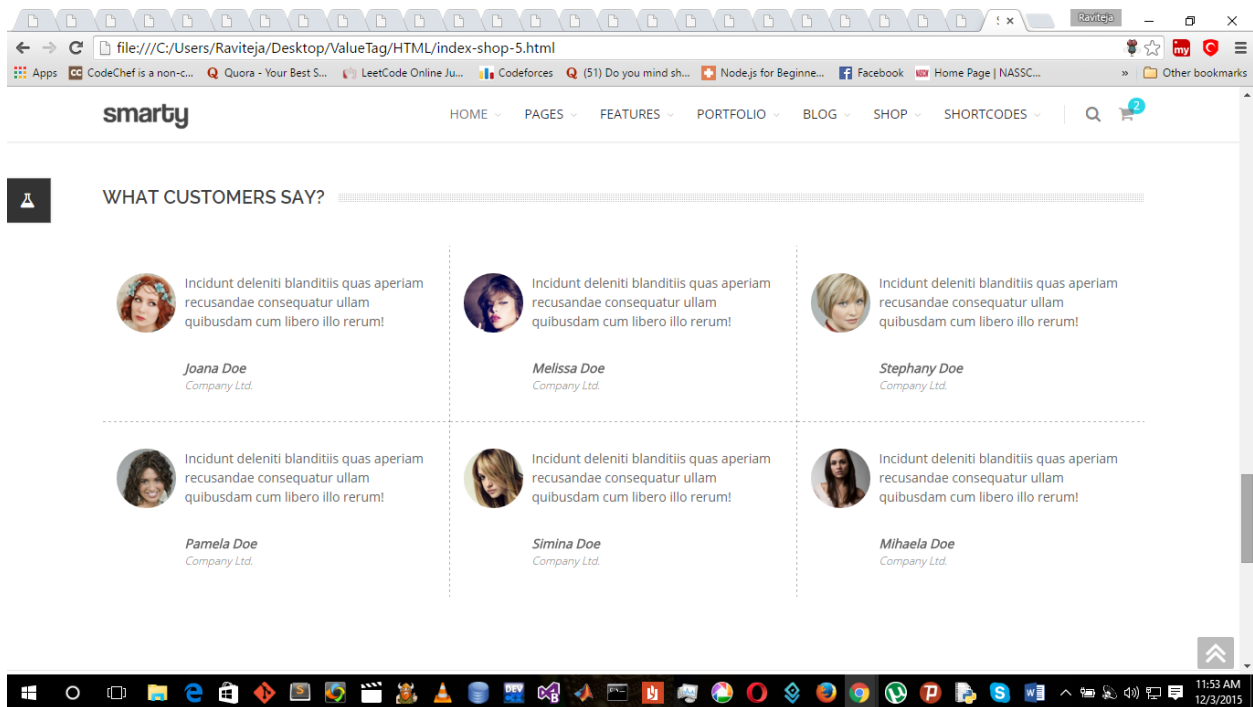 Raviteja
file:///C:/Users/Raviteja/Desktop/ValueTag/HTML/index-shop-5.html
my
Apps CC CodeChef is a non-c... Q Quora - Your Best S... LeetCode Online Ju... Codeforces Q (51) Do you mind sh... Node.js for Beginne... Facebook Home Page | NASSC... » Other bookmarks
smarty HOME PAGES FEATURES PORTFOLIO BLOG SHOP SHORTCODES 2
WHAT CUSTOMERS SAY?
Incidunt deleniti blanditiis quas aperiam
recusandae consequatur ullam
quibusdam cum libero illo rerum!
Joana Doe
Company Ltd.
Incidunt deleniti blanditiis quas aperiam
recusandae consequatur ullam
quibusdam cum libero illo rerum!
Melissa Doe
Company Ltd.
Incidunt deleniti blanditiis quas aperiam
recusandae consequatur ullam
quibusdam cum libero illo rerum!
Stephany Doe
Company Ltd.
Incidunt deleniti blanditiis quas aperiam
recusandae consequatur ullam
quibusdam cum libero illo rerum!
Pamela Doe
Company Ltd.
Incidunt deleniti blanditiis quas aperiam
recusandae consequatur ullam
quibusdam cum libero illo rerum!
Simina Doe
Company Ltd.
Incidunt deleniti blanditiis quas aperiam
recusandae consequatur ullam
quibusdam cum libero illo rerum!
Mihaela Doe
Company Ltd.
DEV
11:53 AM
12/3/2015